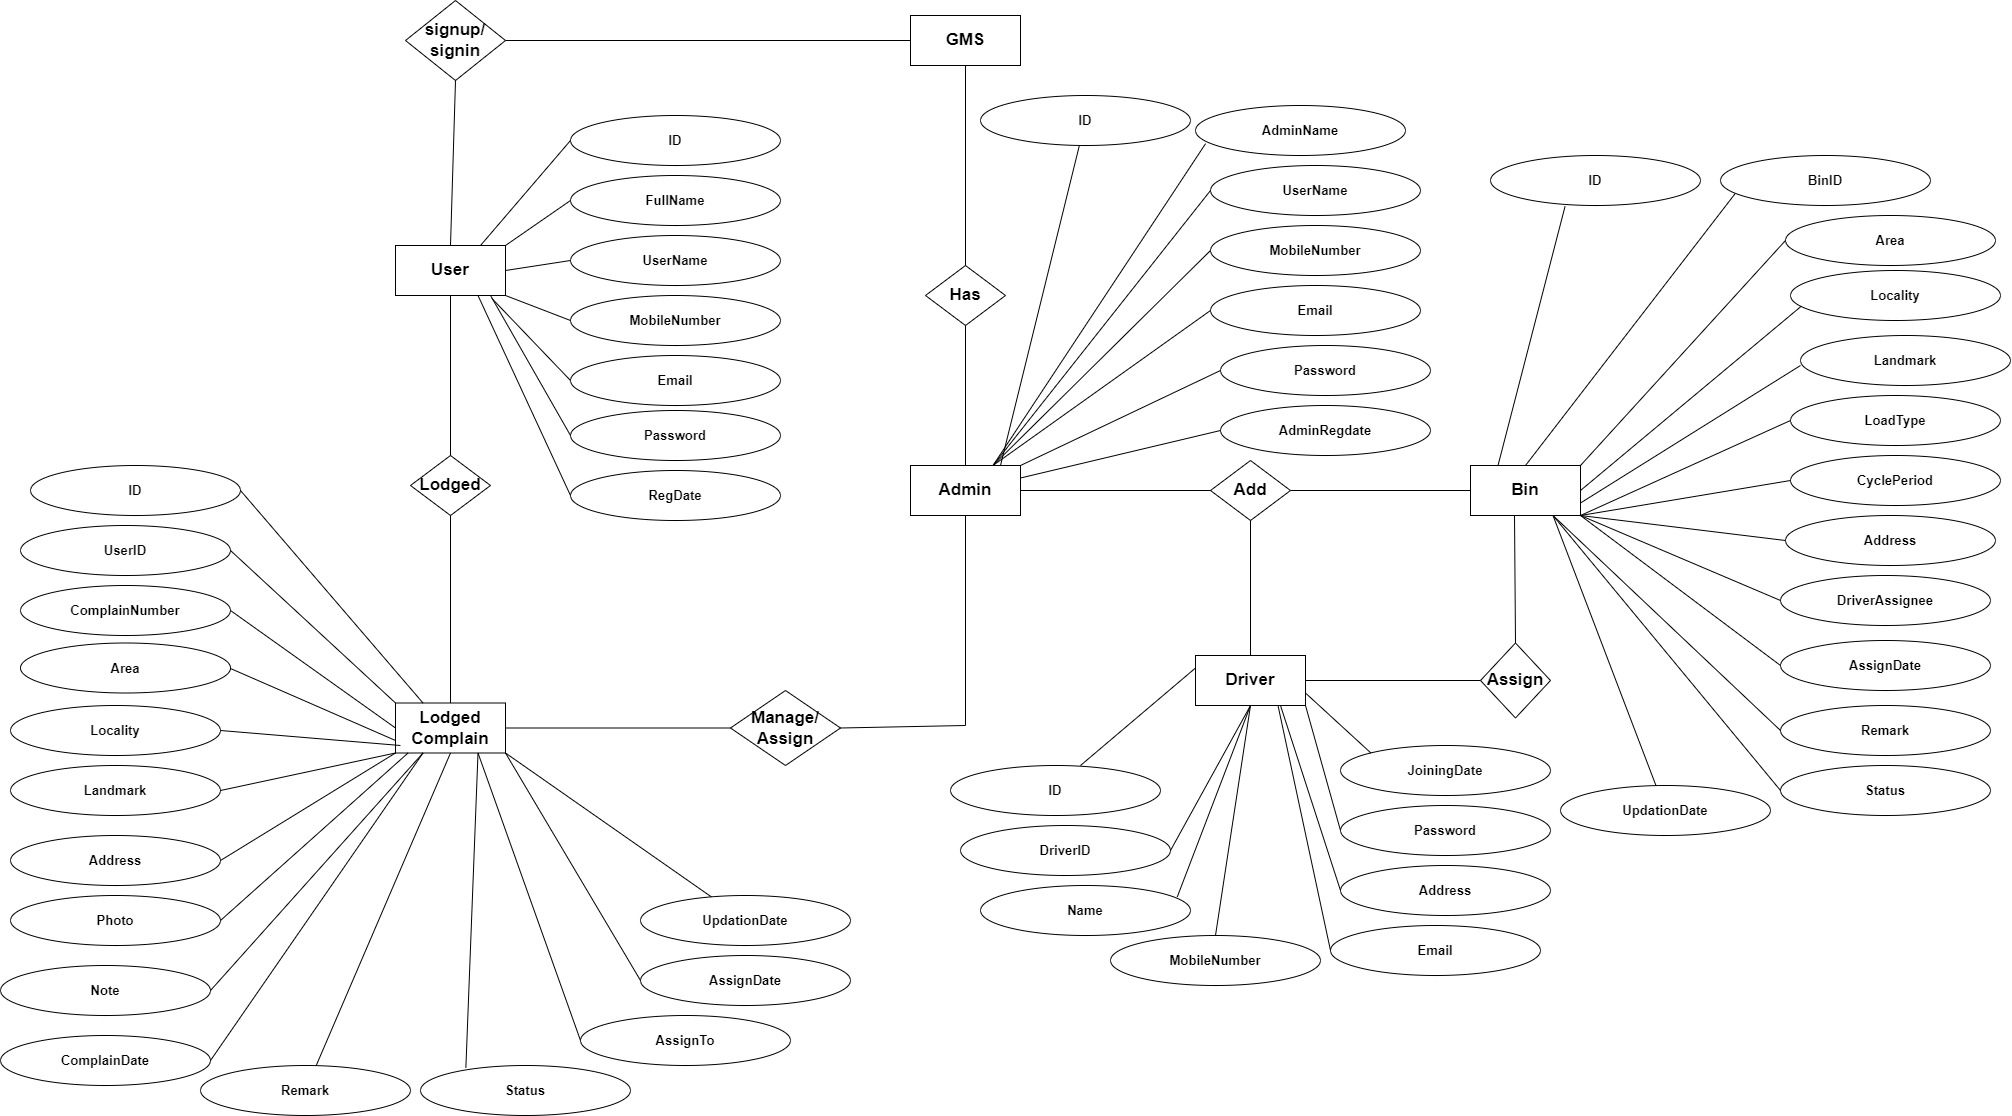 signup/
signin
GMS
ID
FullName
UserName
MobileNumber
Email
Password
RegDate
User
Has
ID
AdminName
UserName
MobileNumber
Email
Password
AdminRegdate
Admin
Add
ID
BinID
Area
Locality
Landmark
LoadType
CyclePeriod
Address
DriverAssignee
AssignDate
Remark
Status
UpdationDate
Bin
Assign
Driver
ID
DriverID
Name
MobileNumber
JoiningDate
Password
Address
Email
Lodged
Manage/
Assign
Lodged
Complain
ID
UserID
ComplainNumber
Area
Locality
Landmark
Address
Photo
Note
ComplainDate
Remark
Status
AssignTo
AssignDate
UpdationDate